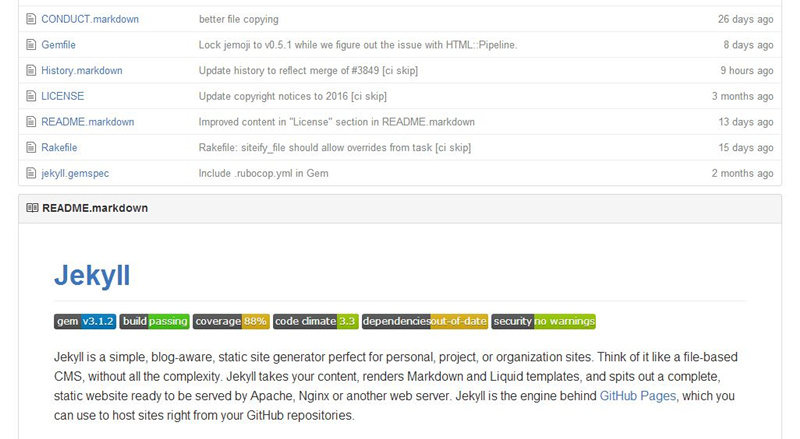 CONDUCT.markdown better file copying 26 days ago
Gemfile Lock jemoji to v0.5.1 while we figure out the issue with HTML::Pipeline. 8 days ago
History.markdown Update history to reflect merge of #3849 [ci skip] 9 hours ago
LICENSE Update copyright notices to 2016 [ci skip] 3 months ago
README.markdown Improved content in "License" section in README.markdown 13 days ago
Rakefile Rakefile: siteify_file should allow overrides from task [ci skip] 15 days ago
jekyll.gemspec Include .rubocop.yml in Gem 2 months ago
README.markdown
Jekyll
gem v3.1.2 build passing coverage 88% code climate 3.3 dependencies out-of-date security no warnings
Jekyll is a simple, blog-aware, static site generator perfect for personal, project, or organization sites. Think of it like a file-based
CMS, without all the complexity. Jekyll takes your content, renders Markdown and Liquid templates, and spits out a complete,
static website ready to be served by Apache, Nginx or another web server. Jekyll is the engine behind GitHub Pages, which you
can use to host sites right from your GitHub repositories.